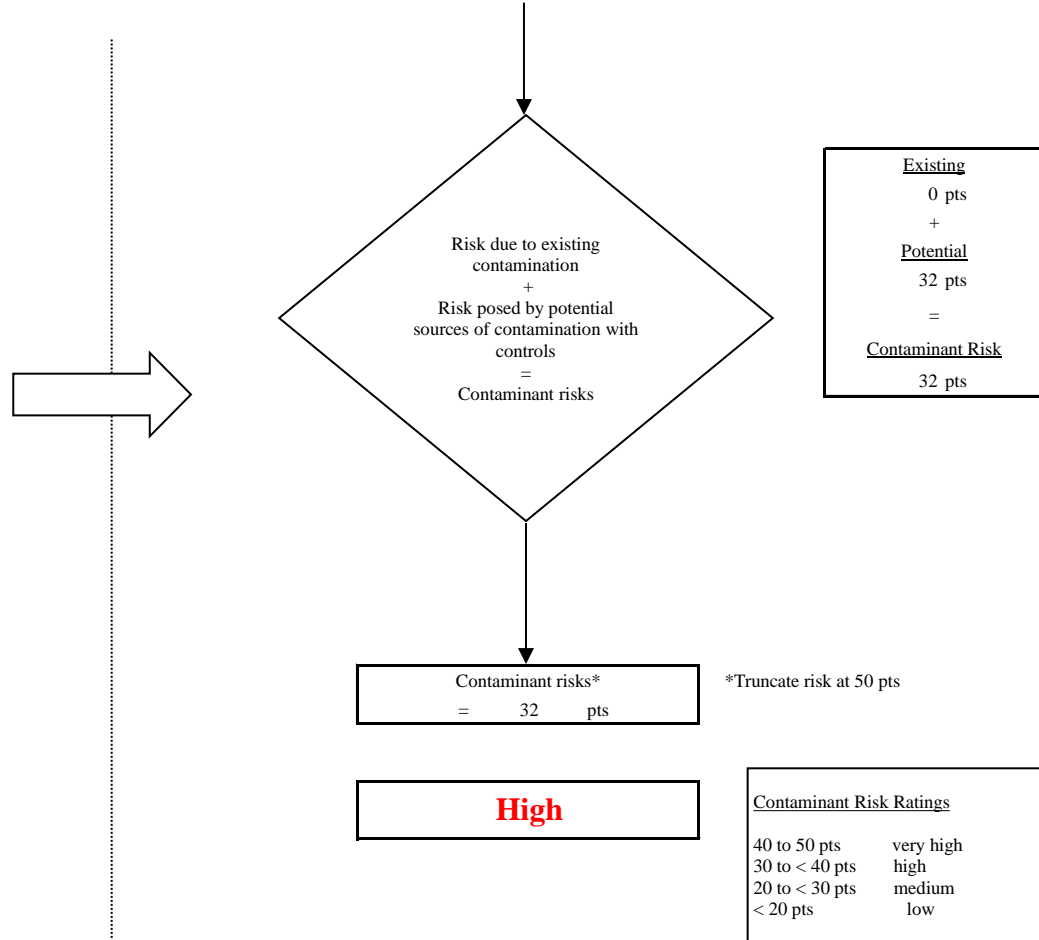 Risk due to existing
contamination
+
Risk posed by potential
sources of contamination with
controls
=
Contaminant risks
Existing
0 pts
+
Potential
32 pts
=
Contaminant Risk
32 pts
Contaminant risks*
= 32 pts
*Truncate risk at 50 pts
High
Contaminant Risk Ratings
40 to 50 pts very high
30 to < 40 pts high
20 to < 30 pts medium
< 20 pts low